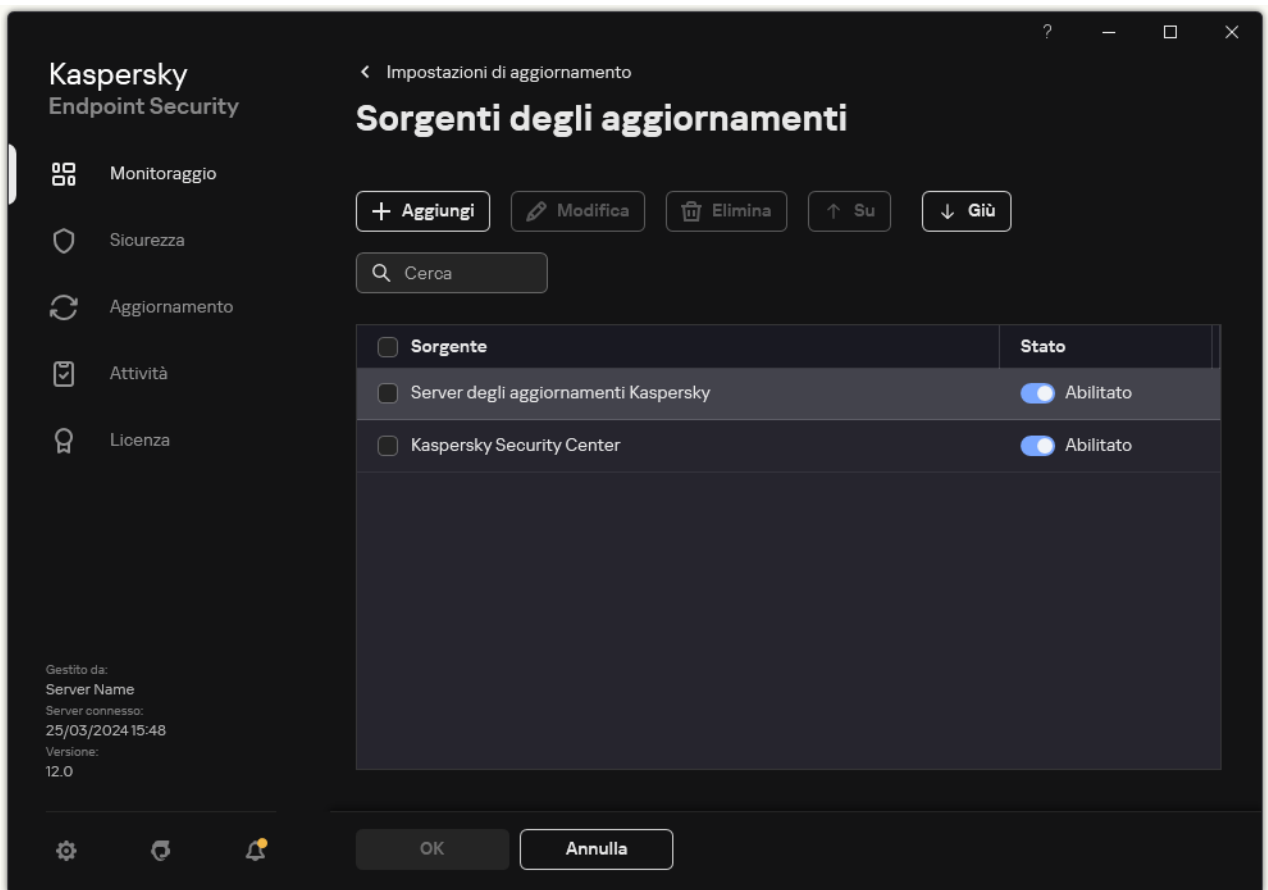 ?
Kaspersky
Endpoint Security
Monitoraggio
Sicurezza
Aggiornamento
Attività
Licenza
Gestito da:
Server Name
Server connesso:
25/03/2024 15:48
Versione:
12.0
Impostazioni di aggiornamento
Sorgenti degli aggiornamenti
Aggiungi Modifica Elimina Su Giù
Cerca
Sorgente Stato
Server degli aggiornamenti Kaspersky Abilitato
Kaspersky Security Center Abilitato
OK Annulla